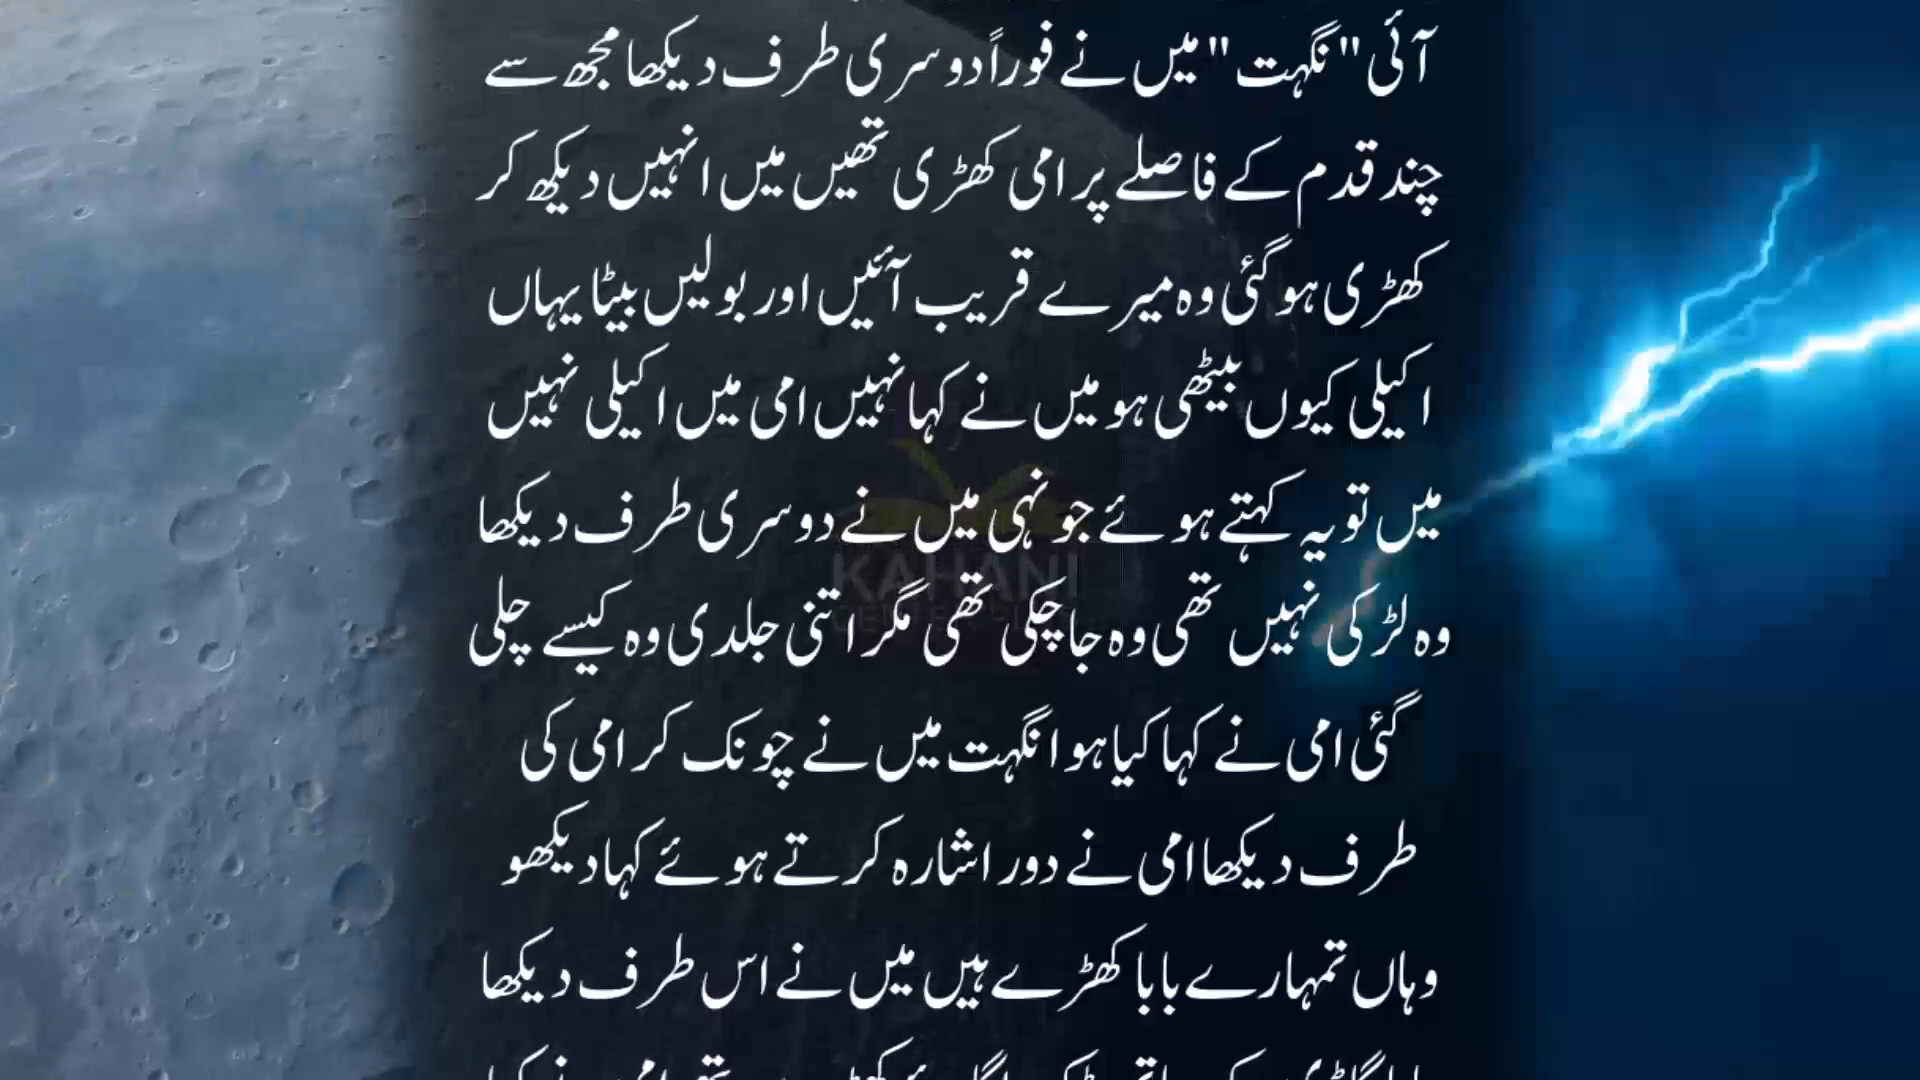 آئی "نگہت" میں نے فوراً دوسری طرف دیکھا مجھ سے
چند قدم کے فاصلے پر امی کھڑی تھیں میں انہیں دیکھ کر
کھڑی ہو گئی وہ میرے قریب آئیں اور بولیں بیٹا یہاں
اکیلی کیوں بیٹھی ہو میں نے کہا نہیں امی میں اکیلی نہیں
میں تو یہ کہتے ہوئے جونہی میں نے دوسری طرف دیکھا
KAHANI
وہ لڑکی نہیں تھی وہ جا چکی تھی مگر اتنی جلدی وہ کیسے چلی
گئی امی نے کہا کیا ہوا نگہت میں نے چونک کر امی کی
طرف دیکھا امی نے دور اشارہ کرتے ہوئے کہا دیکھو
وہاں تمہارے بابا کھڑے ہیں میں نے اس طرف دیکھا